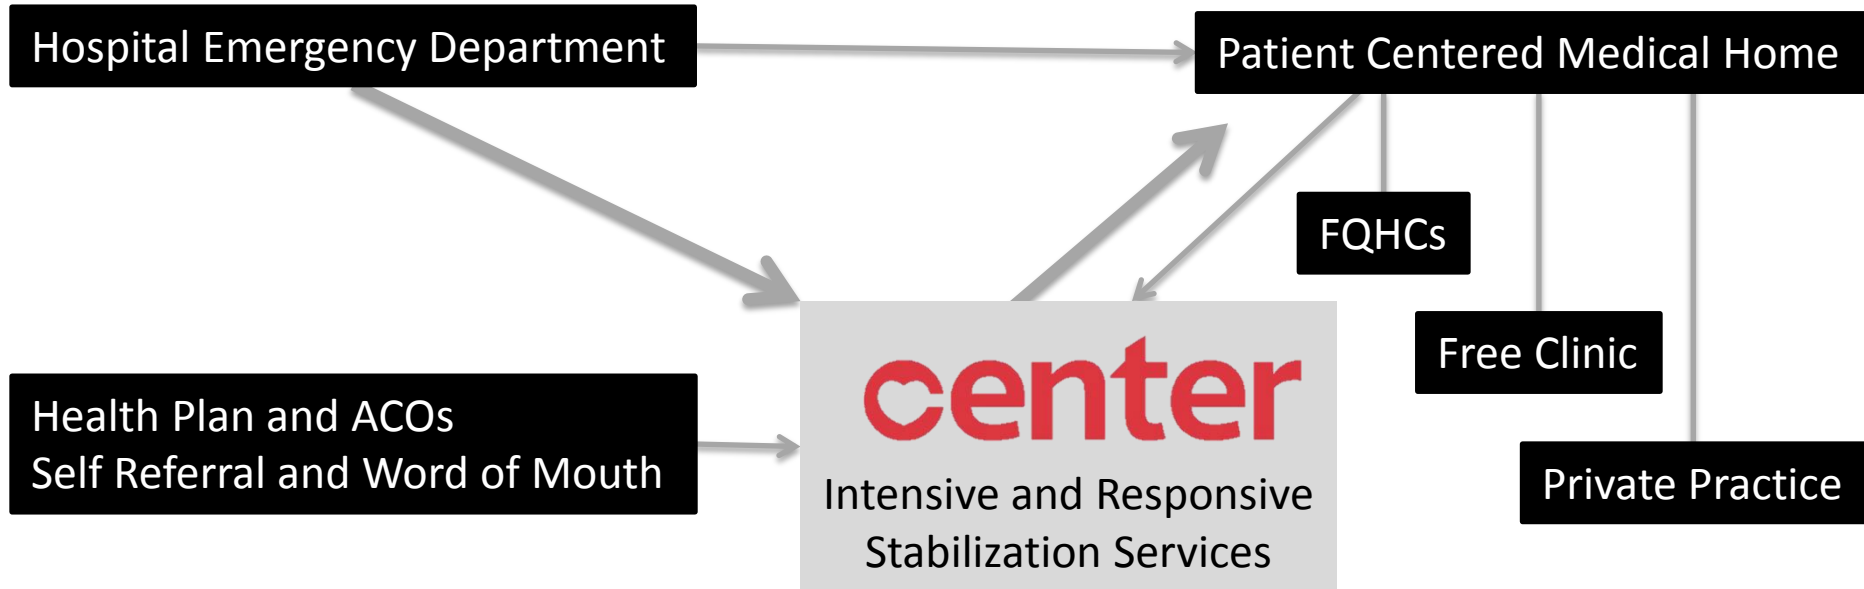 Hospital Emergency Department
Patient Centered Medical Home
FQHCs
Free Clinic
Private Practice
Health Plan and ACOs
Self Referral and Word of Mouth
center
Intensive and Responsive
Stabilization Services